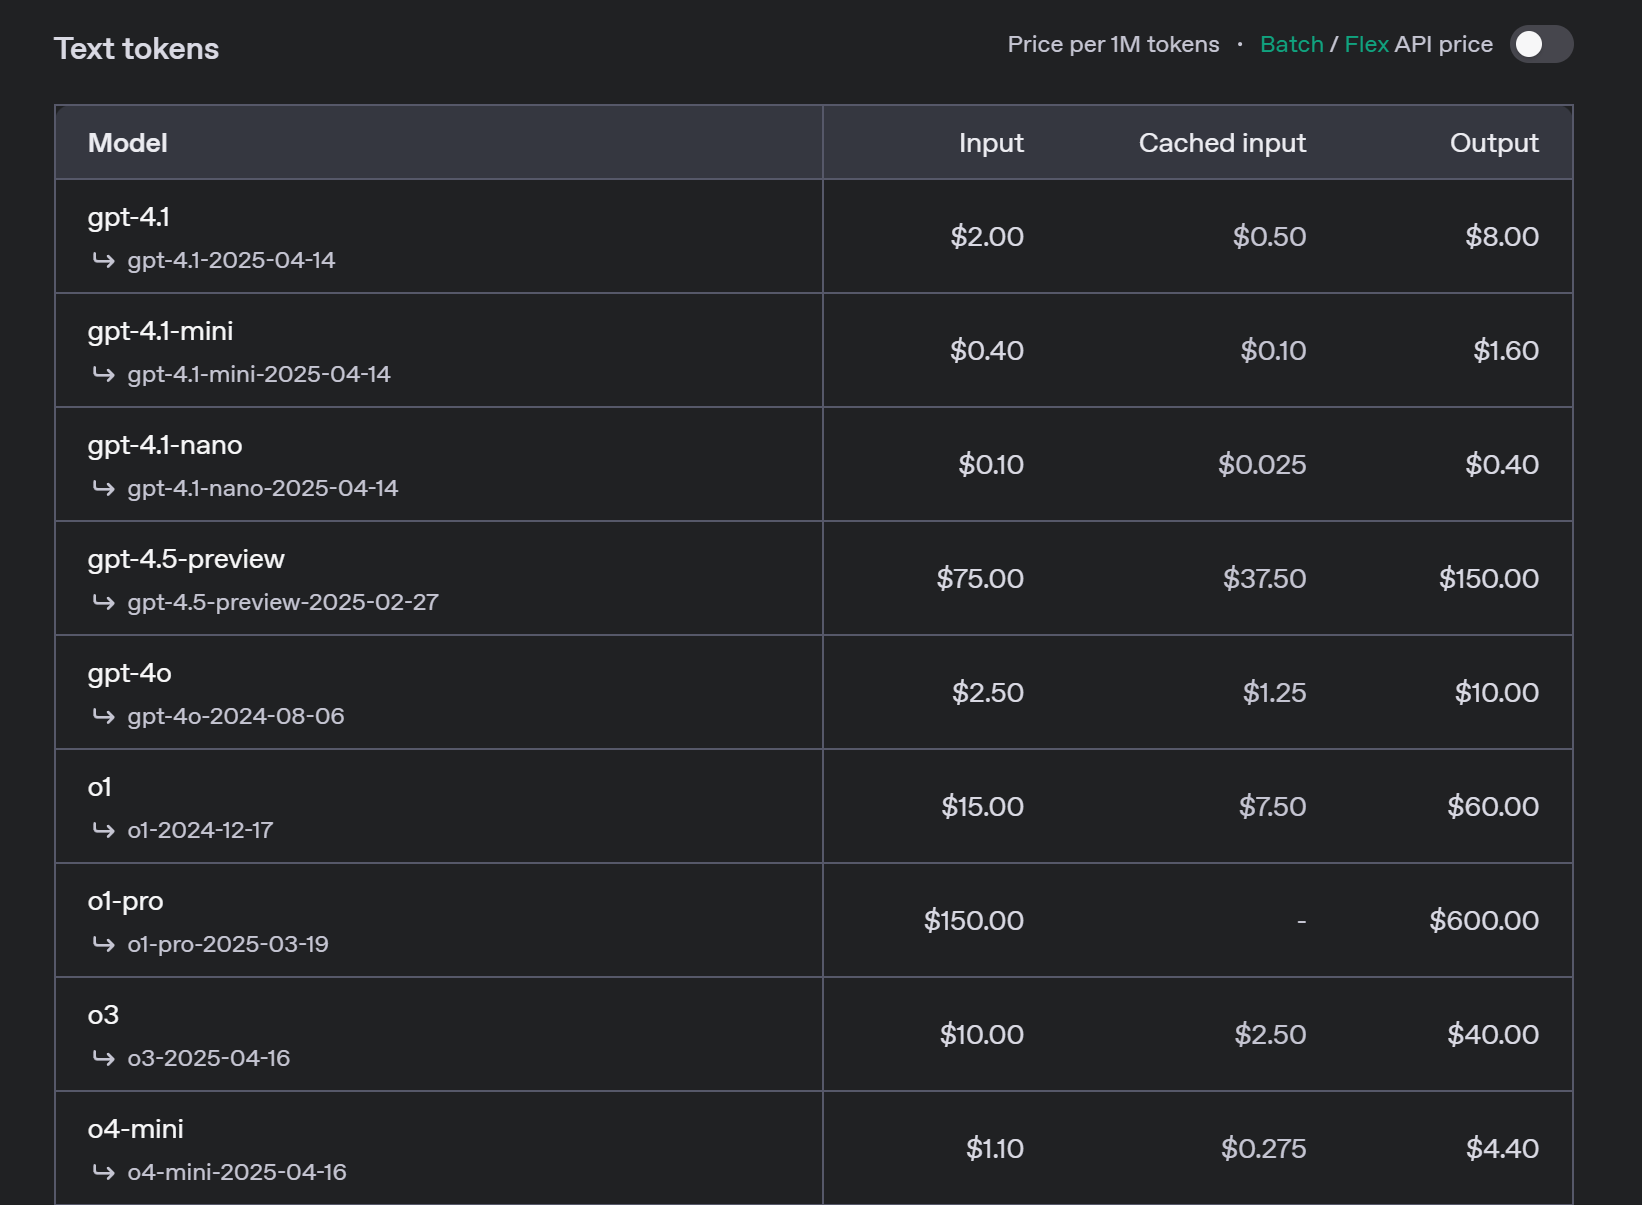 Text tokens
Price per 1M tokens • Batch / Flex API price
Model Input Cached input Output
gpt-4.1
↳ gpt-4.1-2025-04-14
$2.00 $0.50 $8.00
gpt-4.1-mini
↳ gpt-4.1-mini-2025-04-14
$0.40 $0.10 $1.60
gpt-4.1-nano
↳ gpt-4.1-nano-2025-04-14
$0.10 $0.025 $0.40
gpt-4.5-preview
↳ gpt-4.5-preview-2025-02-27
$75.00 $37.50 $150.00
gpt-4o
↳ gpt-4o-2024-08-06
$2.50 $1.25 $10.00
o1
↳ o1-2024-12-17
$15.00 $7.50 $60.00
o1-pro
↳ o1-pro-2025-03-19
$150.00 - $600.00
o3
↳ o3-2025-04-16
$10.00 $2.50 $40.00
o4-mini
↳ o4-mini-2025-04-16
$1.10 $0.275 $4.40